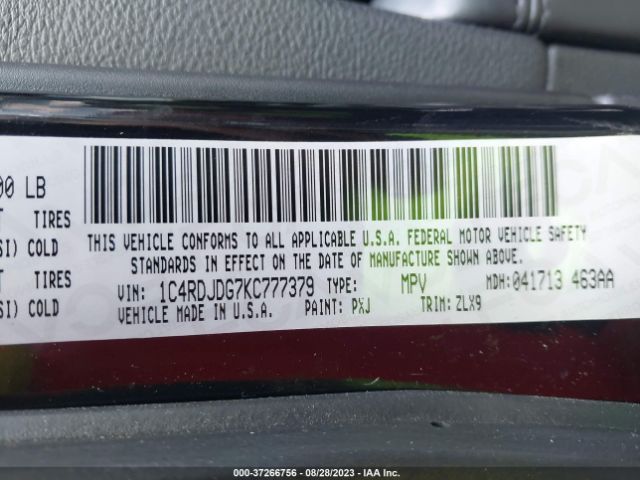 00 LB
T TIRES
SI) COLD
T TIRES
SI) COLD
THIS VEHICLE CONFORMS TO ALL APPLICABLE U.S.A. FEDERAL MOTOR VEHICLE SAFETY
STANDARDS IN EFFECT ON THE DATE OF MANUFACTURE SHOWN ABOVE.
VIN: 1C4RDJDG7KC777379 TYPE: MPV MDH:041713 463AA
VEHICLE MADE IN U.S.A. PAINT: PXJ TRIM: ZLX9
000-37266756 - 08/28/2023 - IAA Inc.